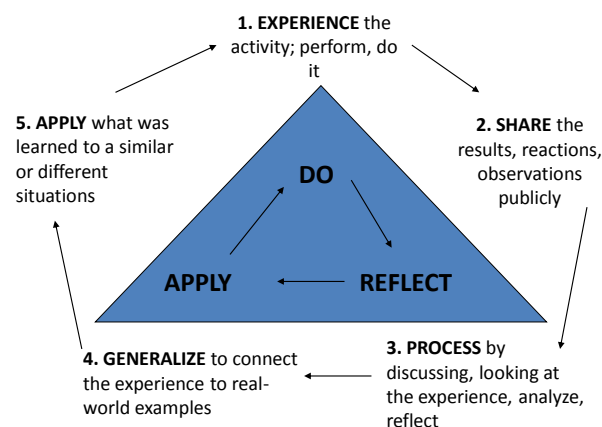 1. EXPERIENCE the
activity; perform, do
it
2. SHARE the
results, reactions,
observations
publicly
3. PROCESS by
discussing, looking at
the experience, analyze,
reflect
4. GENERALIZE to connect
the experience to real-
world examples
5. APPLY what was
learned to a similar
or different
situations
DO
REFLECT
APPLY